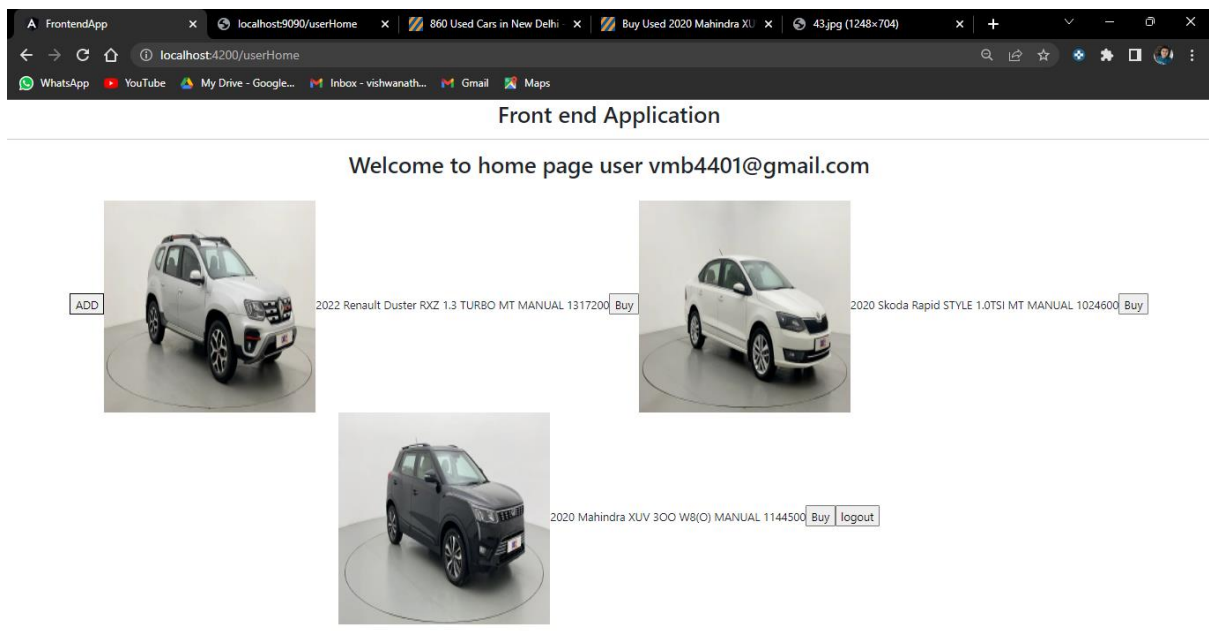 FrontendApp
localhost:9090/userHome
860 Used Cars in New Delhi -
Buy Used 2020 Mahindra XU
43.jpg (1248×704)
localhost:4200/userHome
WhatsApp
YouTube
My Drive - Google...
Inbox - vishwanath...
Gmail
Maps
Front end Application
Welcome to home page user vmb4401@gmail.com
ADD
2022 Renault Duster RXZ 1.3 TURBO MT MANUAL 1317200
Buy
2020 Skoda Rapid STYLE 1.0TSI MT MANUAL 1024600
Buy
2020 Mahindra XUV 3OO W8(O) MANUAL 1144500
Buy
logout